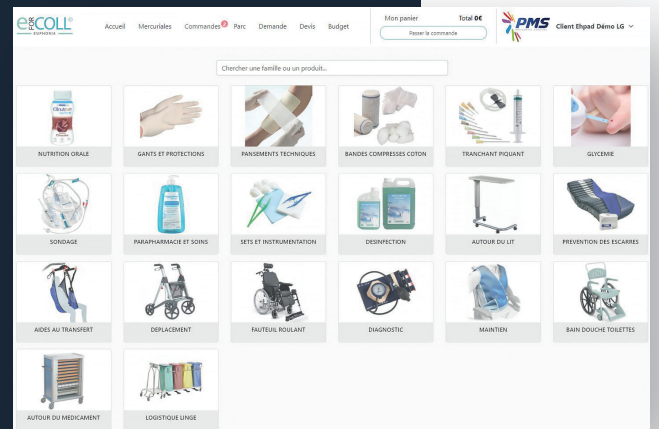 e FOR COLL®
EUPHONIA
Accueil Mercuriales Commandes 2 Parc Demande Devis Budget
Mon panier Total 0€
Passer la commande
PMS
Client Ehpad Démo LG
Chercher une famille ou un produit...
NUTRITION ORALE GANTS ET PROTECTIONS PANSEMENTS TECHNIQUES BANDES COMPRESSES COTON TRANCHANT PIQUANT GLYCEMIE
SONDAGE PARAPHARMACIE ET SOINS SETS ET INSTRUMENTATION DESINFECTION AUTOUR DU LIT PREVENTION DES ESCARRES
AIDES AU TRANSFERT DEPLACEMENT FAUTEUIL ROULANT DIAGNOSTIC MAINTIEN BAIN DOUCHE TOILETTES
AUTOUR DU MEDICAMENT LOGISTIQUE LINGE